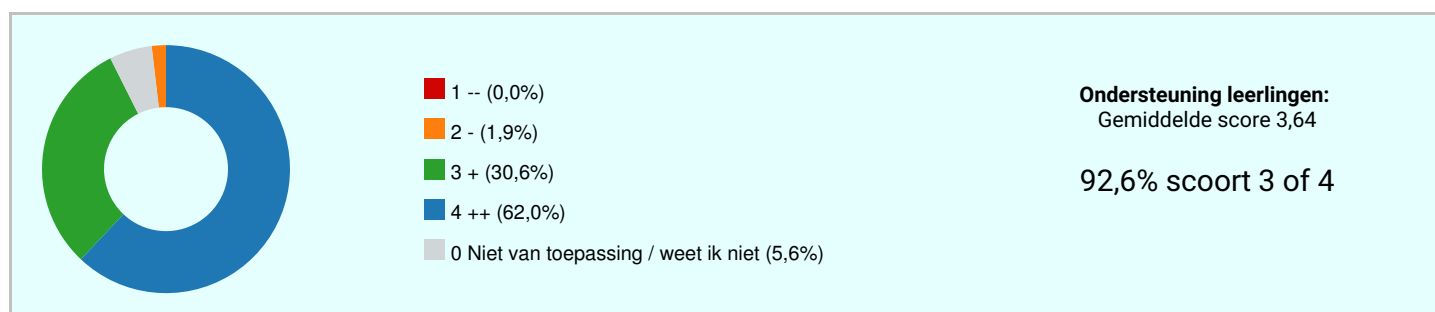 1 -- (0,0%)
2 - (1,9%)
3 + (30,6%)
4 ++ (62,0%)
0 Niet van toepassing / weet ik niet (5,6%)
Ondersteuning leerlingen:
Gemiddelde score 3,64
92,6% scoort 3 of 4